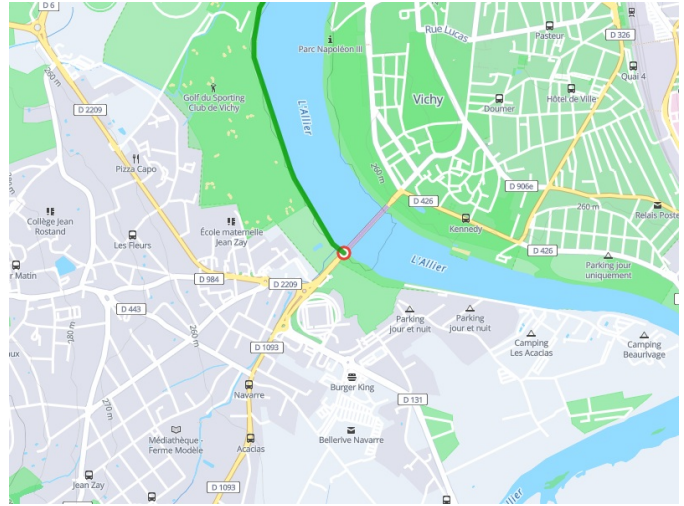 D 6
Rue Lucas
Pasteur
D 326
Parc Napoléon III
260 m
Quai 4
Golf du Sporting
Club de Vichy
Vichy
Hôtel de Ville
L'Allier
Dourner
D 2209
Pizza Capo
260 m
D 906e
D 426
260 m
Collège Jean
Rostand
Relais Poste
École maternelle
Jean Zay
Kennedy
Les Fleurs
D 426
L'Allier
Matin
Parking jour
uniquement
D 984
D 2209
D 443
260 m
Parking
jour et nuit
Parking
jour et nuit
280 m
Camping
Les Acacias
Camping
Beaurivage
D 1093
Burger King
Navarre
D 131
270 m
Médiathèque -
Ferme Modèle
Acacias
Bellerive Navarre
Jean Zay
D 1093
llier